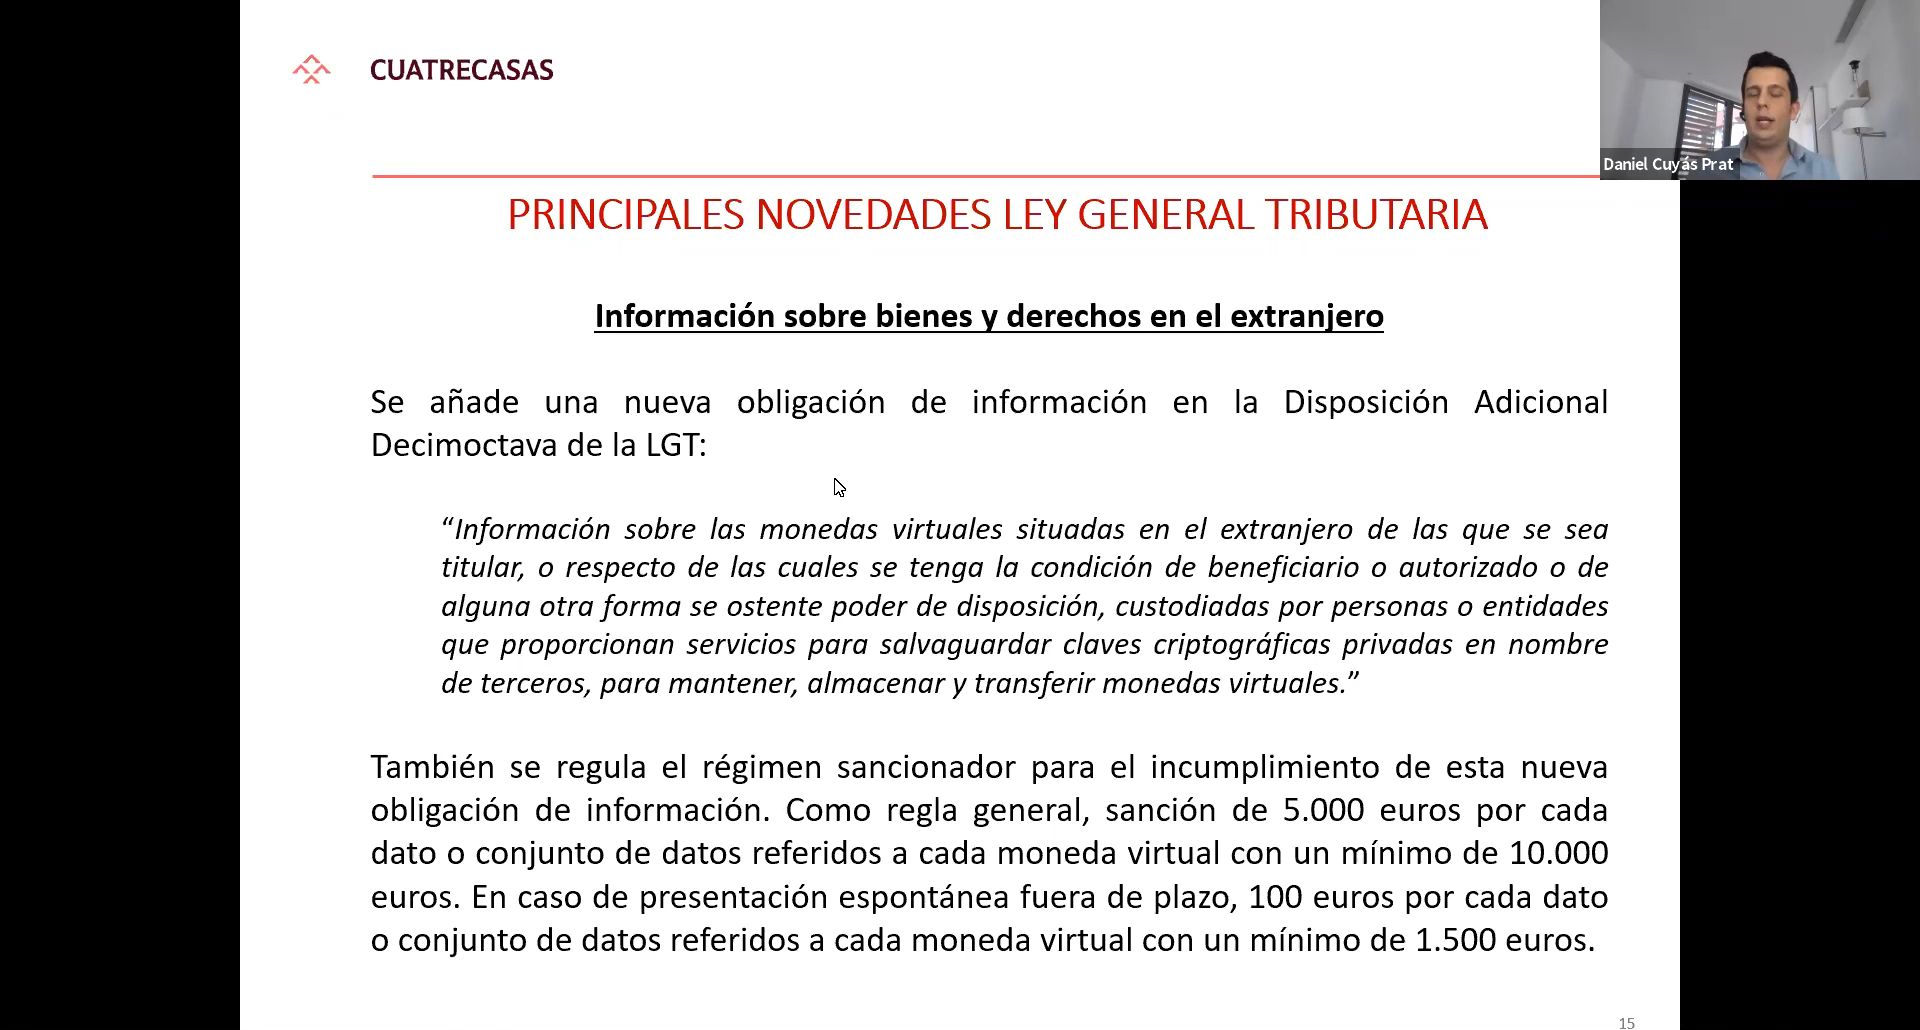 CUATRECASAS
Daniel Cuyás Prat
PRINCIPALES NOVEDADES LEY GENERAL TRIBUTARIA
Información sobre bienes y derechos en el extranjero
Se añade una nueva obligación de información en la Disposición Adicional
Decimoctava de la LGT:
“Información sobre las monedas virtuales situadas en el extranjero de las que se sea
titular, o respecto de las cuales se tenga la condición de beneficiario o autorizado o de
alguna otra forma se ostente poder de disposición, custodiadas por personas o entidades
que proporcionan servicios para salvaguardar claves criptográficas privadas en nombre
de terceros, para mantener, almacenar y transferir monedas virtuales.”
También se regula el régimen sancionador para el incumplimiento de esta nueva
obligación de información. Como regla general, sanción de 5.000 euros por cada
dato o conjunto de datos referidos a cada moneda virtual con un mínimo de 10.000
euros. En caso de presentación espontánea fuera de plazo, 100 euros por cada dato
o conjunto de datos referidos a cada moneda virtual con un mínimo de 1.500 euros.
15